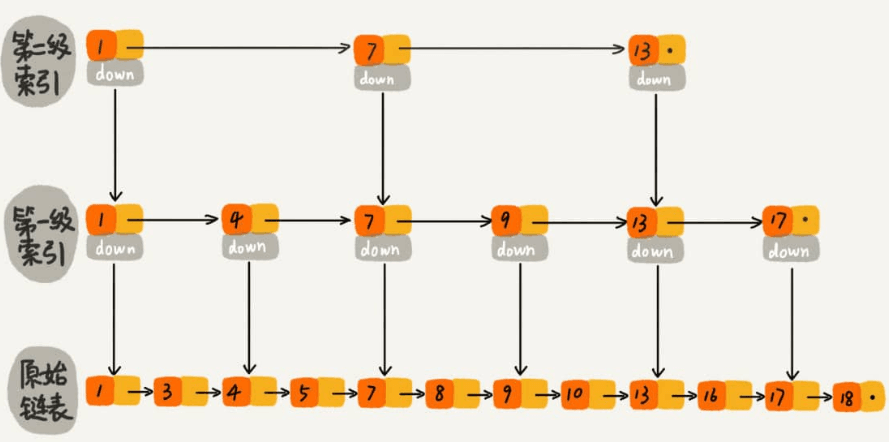 第二级
索引
1 7 13
down down down
第一级
索引
1 4 7 9 13 17
down down down down down down
原始
链表
1 3 4 5 7 8 9 10 13 16 17 18